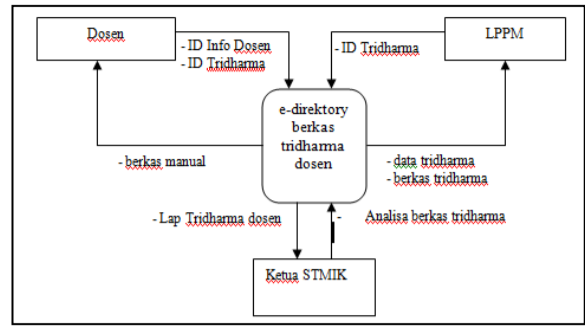 Dosen
- ID Info Dosen
- ID Tridharma
LPPM
- ID Tridharma
e-direktory
berkas
tridharma
dosen
- berkas manual
- data tridharma
- berkas tridharma
- Lap Tridharma dosen
- Analisa berkas tridharma
Ketua STMIK